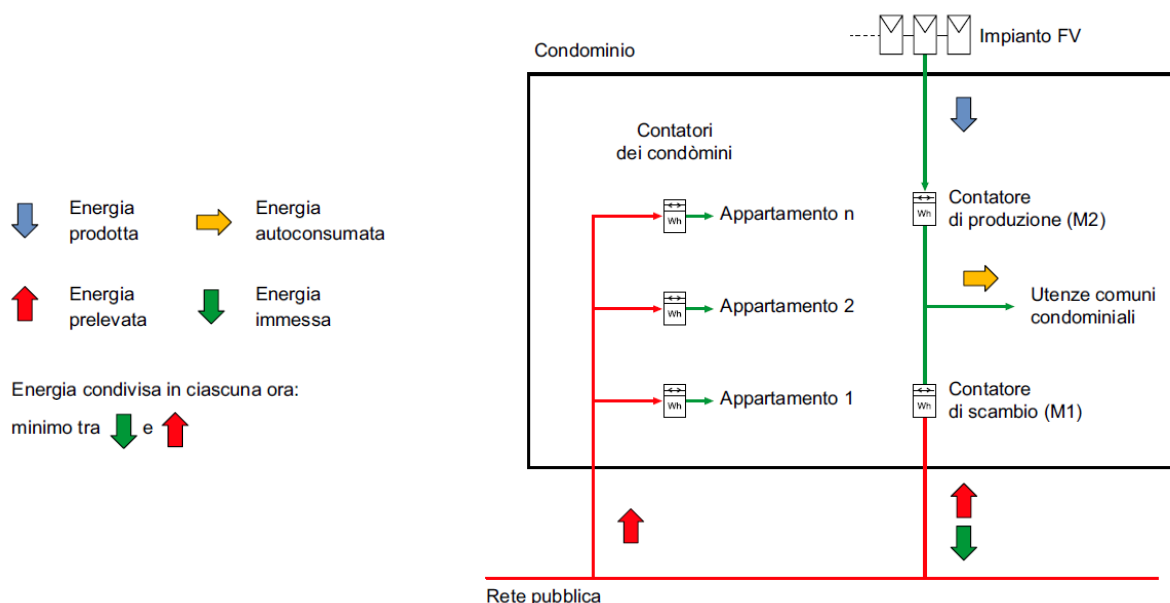 Impianto FV
Condominio
Contatori
dei condòmini
Energia
prodotta
Energia
autoconsumata
Energia
prelevata
Energia
immessa
Energia condivisa in ciascuna ora:
minimo tra e
Wh
Appartamento n
Wh
Contatore
di produzione (M2)
Wh
Appartamento 2
Utenze comuni
condominiali
Wh
Appartamento 1
Wh
Contatore
di scambio (M1)
Rete pubblica